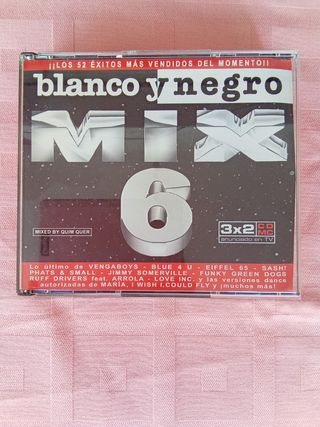 ¡¡LOS 52 ÉXITOS MÁS VENDIDOS DEL MOMENTO!!
blanco y negro
MIX
6
MIXED BY QUIM QUER
3x2 CD MC
anunciado en TV
Lo último de VENGABOYS - BLUE 4 U - EIFFEL 65 - SASH!
PHATS & SMALL - JIMMY SOMERVILLE - FUNKY GREEN DOGS
RUFF DRIVERS feat. ARROLA - LOVE INC. y las versiones dance
autorizadas de MARÍA, I WISH I COULD FLY y ¡muchos más!